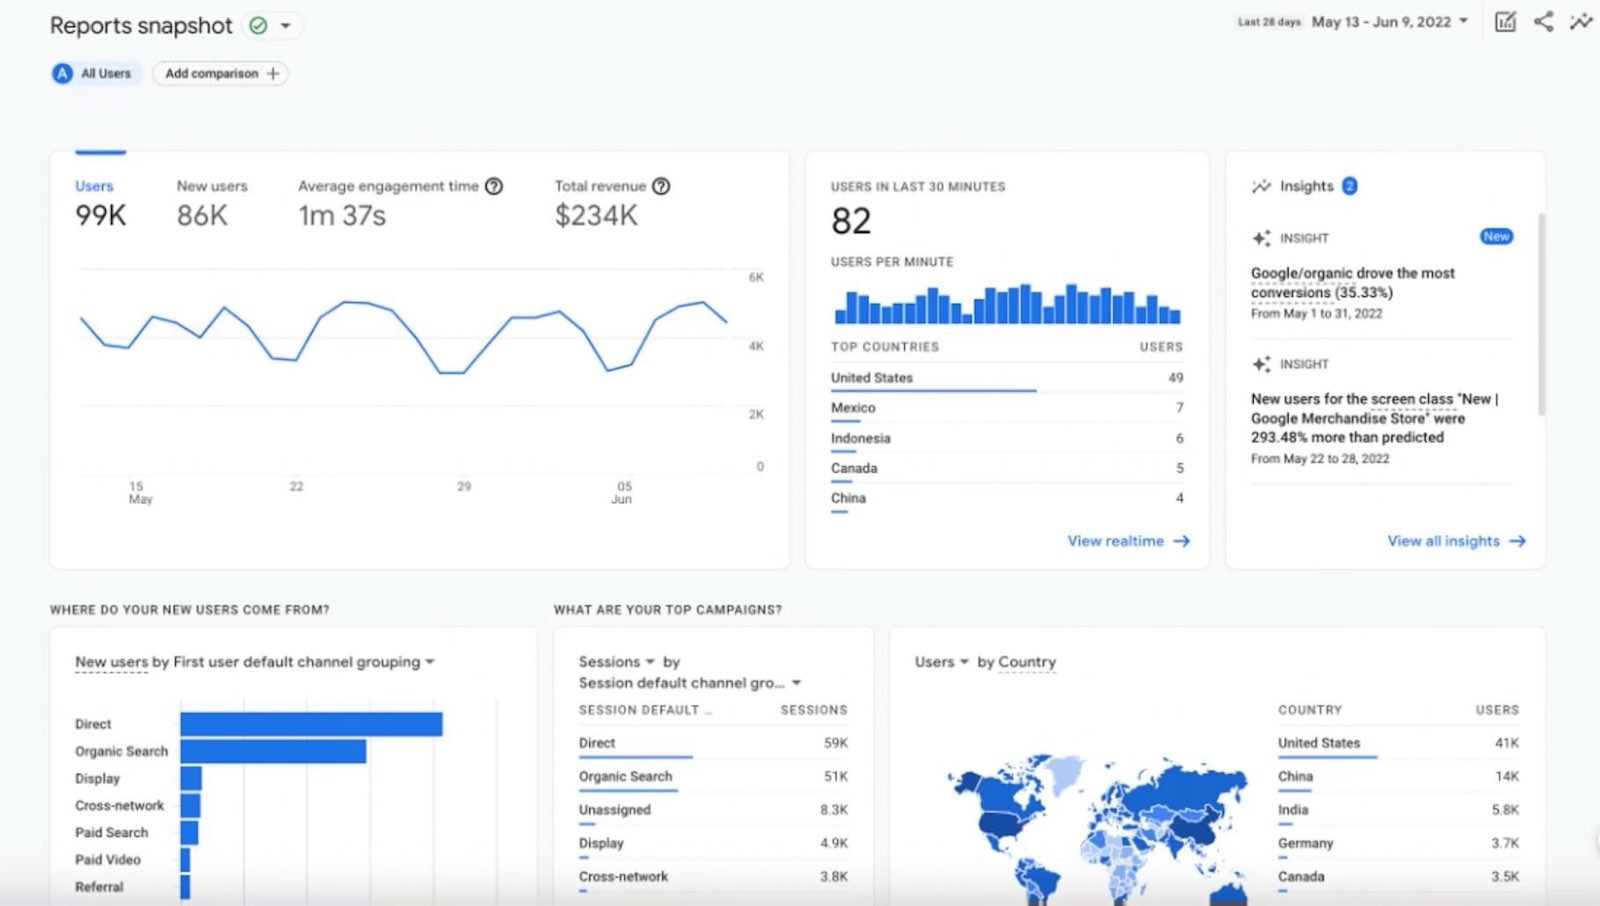 Reports snapshot
Last 28 days May 13 - Jun 9, 2022
A All Users
Add comparison +
Users
99K
New users
86K
Average engagement time
1m 37s
Total revenue
$234K
6K
4K
2K
0
15
May
22
29
05
Jun
USERS IN LAST 30 MINUTES
82
USERS PER MINUTE
TOP COUNTRIES USERS
United States 49
Mexico 7
Indonesia 6
Canada 5
China 4
View realtime
Insights 2
INSIGHT New
Google/organic drove the most
conversions (35.33%)
From May 1 to 31, 2022
INSIGHT
New users for the screen class "New |
Google Merchandise Store" were
293.48% more than predicted
From May 22 to 28, 2022
View all insights
WHERE DO YOUR NEW USERS COME FROM?
New users by First user default channel grouping
Direct
Organic Search
Display
Cross-network
Paid Search
Paid Video
Referral
WHAT ARE YOUR TOP CAMPAIGNS?
Sessions by
Session default channel gro...
SESSION DEFAULT ... SESSIONS
Direct 59K
Organic Search 51K
Unassigned 8.3K
Display 4.9K
Cross-network 3.8K
Users by Country
COUNTRY USERS
United States 41K
China 14K
India 5.8K
Germany 3.7K
Canada 3.5K